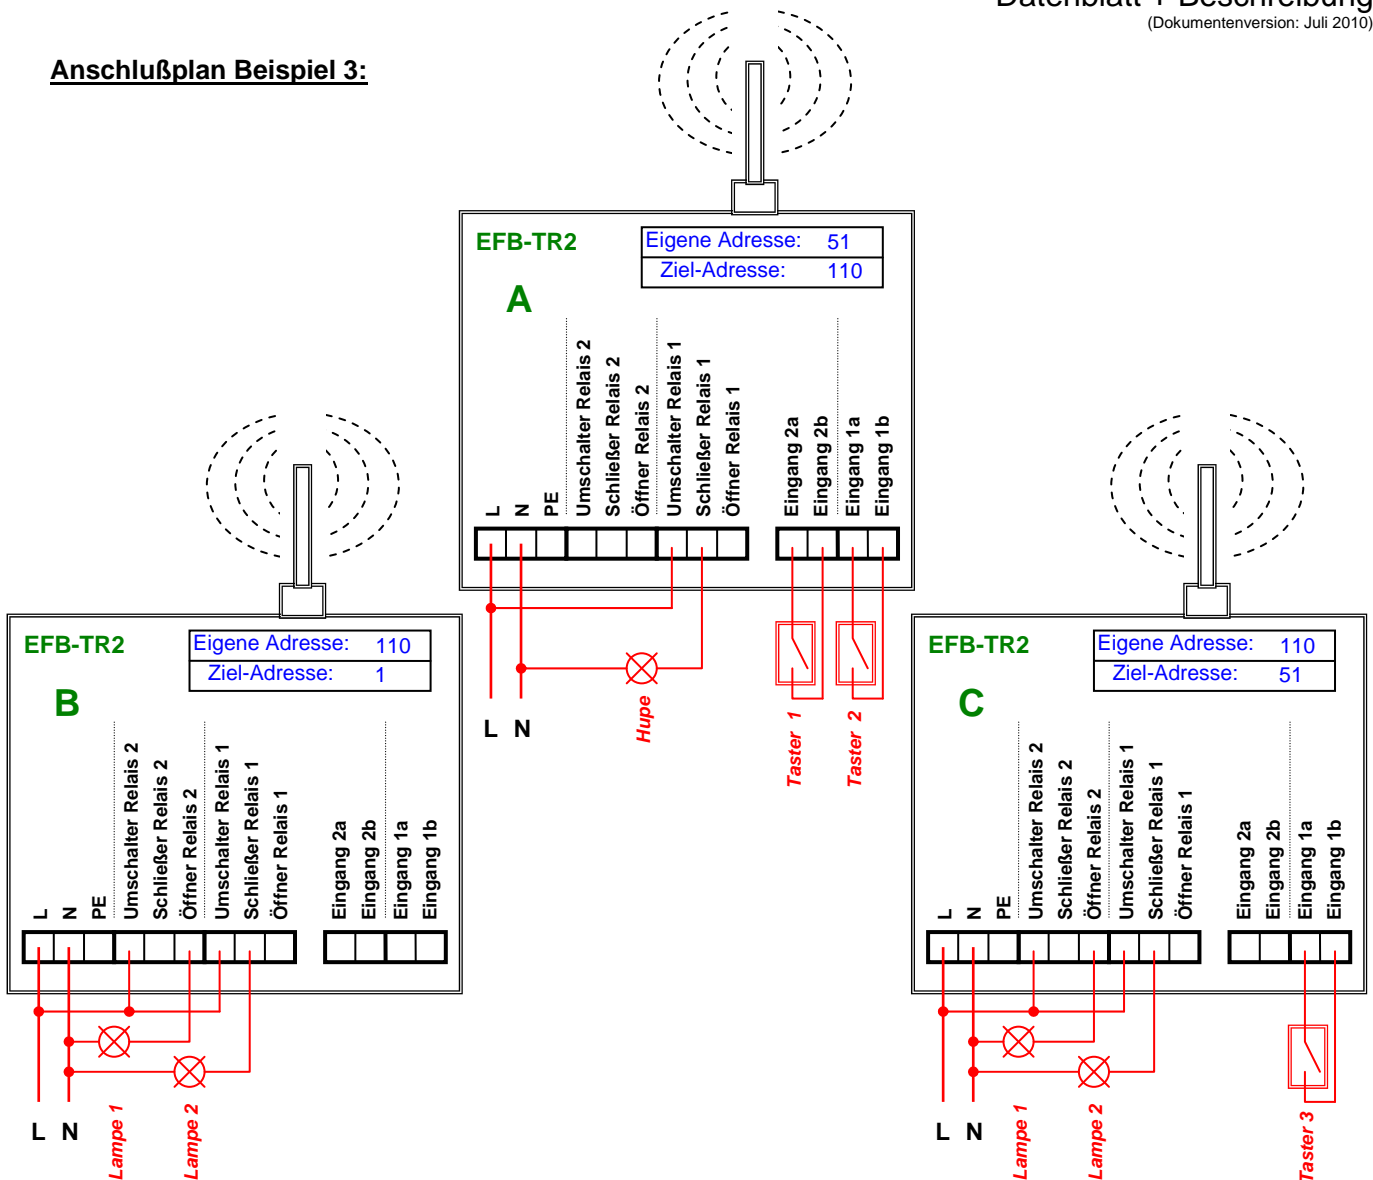 Datenblatt + Beschreibung
(Dokumentenversion: Juli 2010)
Anschlußplan Beispiel 3:
EFB-TR2
Eigene Adresse: 51
Ziel-Adresse: 110
A
L
N
PE
Umschalter Relais 2
Schließer Relais 2
Öffner Relais 2
Umschalter Relais 1
Schließer Relais 1
Öffner Relais 1
Eingang 2a
Eingang 2b
Eingang 1a
Eingang 1b
L N
Hupe
Taster 1
Taster 2
EFB-TR2
Eigene Adresse: 110
Ziel-Adresse: 1
B
L
N
PE
Umschalter Relais 2
Schließer Relais 2
Öffner Relais 2
Umschalter Relais 1
Schließer Relais 1
Öffner Relais 1
Eingang 2a
Eingang 2b
Eingang 1a
Eingang 1b
L N
Lampe 1
Lampe 2
EFB-TR2
Eigene Adresse: 110
Ziel-Adresse: 51
C
L
N
PE
Umschalter Relais 2
Schließer Relais 2
Öffner Relais 2
Umschalter Relais 1
Schließer Relais 1
Öffner Relais 1
Eingang 2a
Eingang 2b
Eingang 1a
Eingang 1b
L N
Lampe 1
Lampe 2
Taster 3